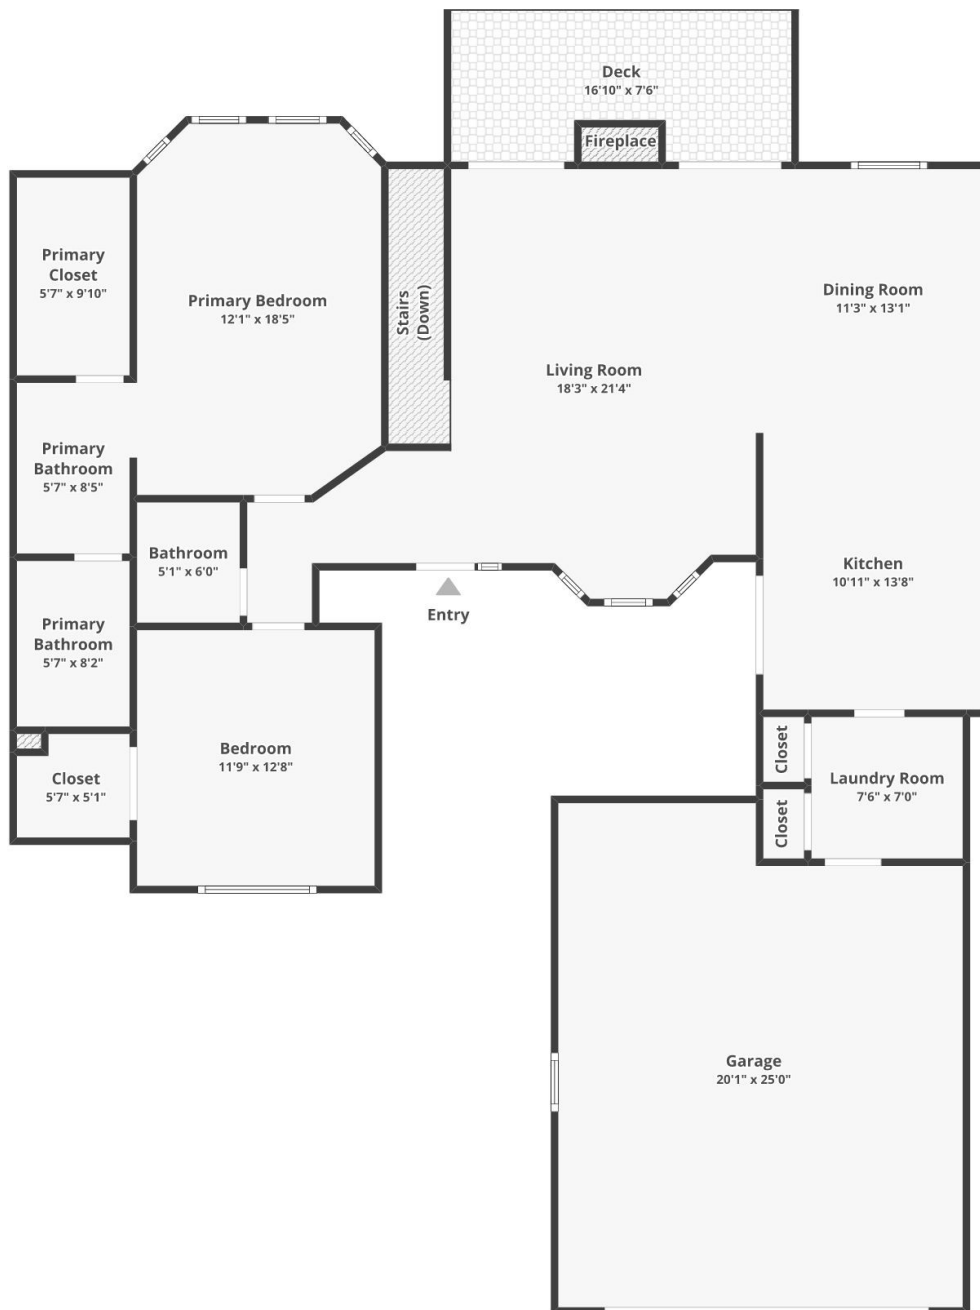 Deck
16'10" x 7'6"
Fireplace
Primary
Closet
5'7" x 9'10"
Primary Bedroom
12'1" x 18'5"
Stairs
(Down)
Dining Room
11'3" x 13'1"
Living Room
18'3" x 21'4"
Primary
Bathroom
5'7" x 8'5"
Bathroom
5'1" x 6'0"
Kitchen
10'11" x 13'8"
Entry
Primary
Bathroom
5'7" x 8'2"
Bedroom
11'9" x 12'8"
Closet
5'7" x 5'1"
Closet
Laundry Room
7'6" x 7'0"
Closet
Garage
20'1" x 25'0"